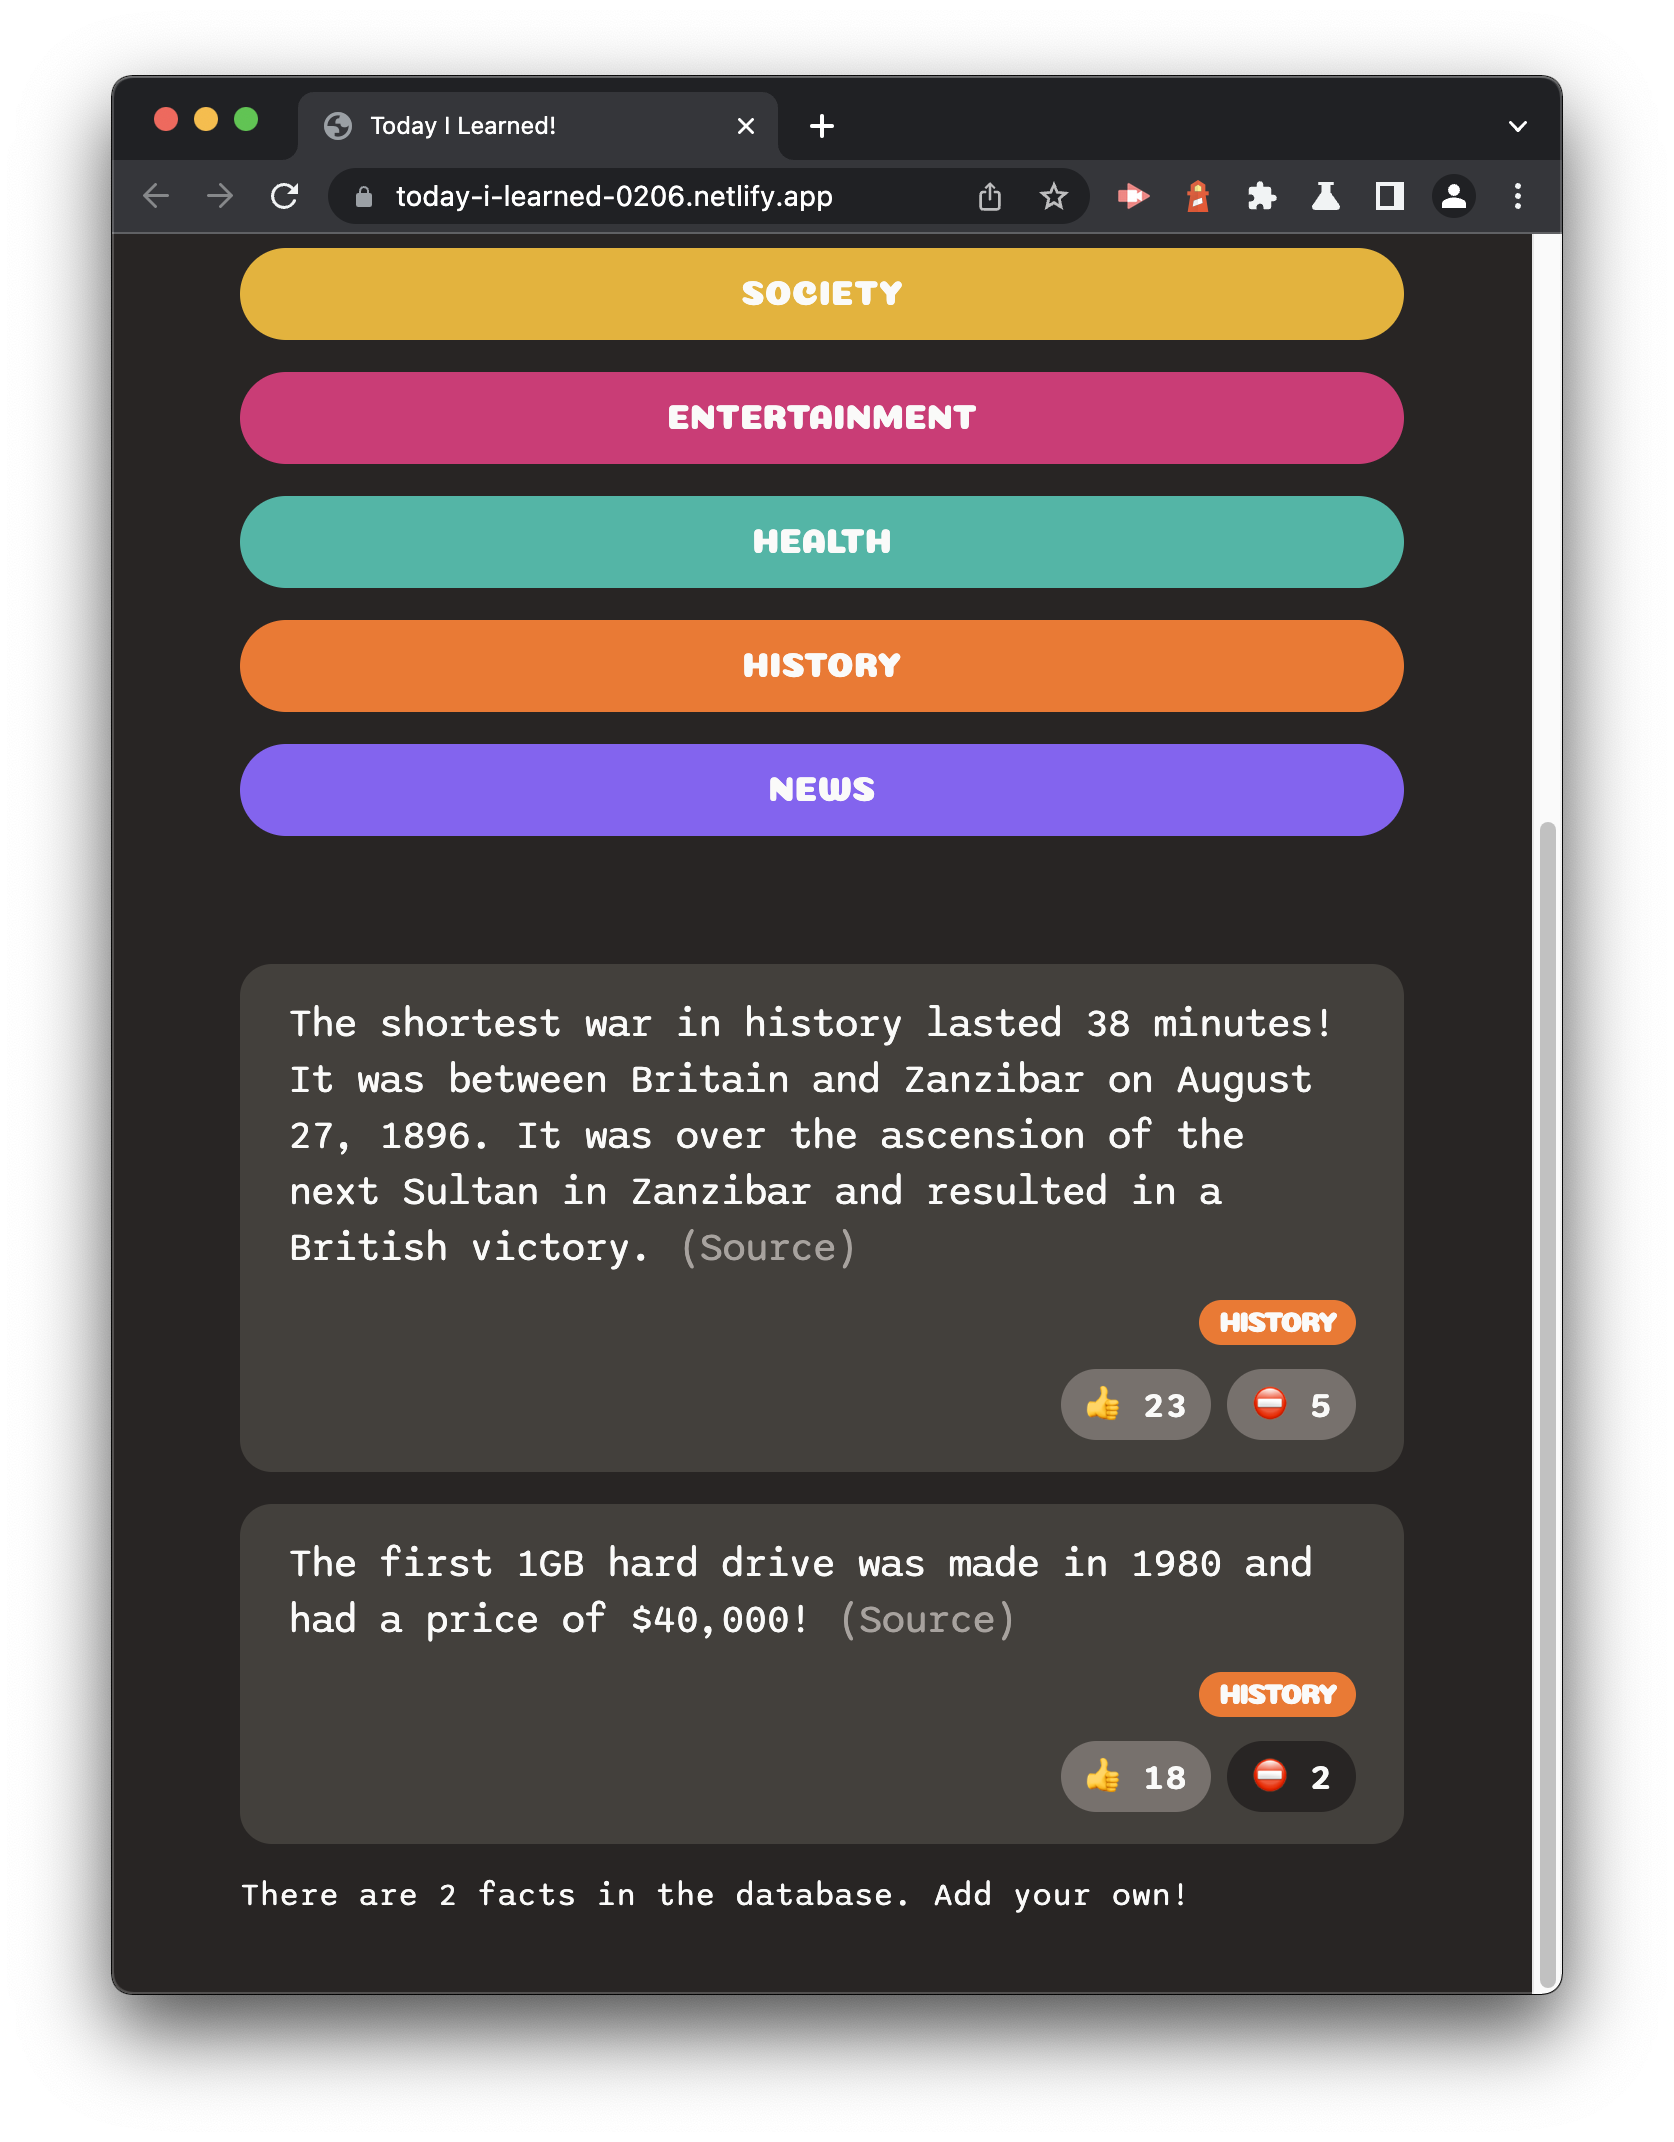 Today I Learned!
today-i-learned-0206.netlify.app
SOCIETY
ENTERTAINMENT
HEALTH
HISTORY
NEWS
The shortest war in history lasted 38 minutes!
It was between Britain and Zanzibar on August
27, 1896. It was over the ascension of the
next Sultan in Zanzibar and resulted in a
British victory. (Source)
HISTORY
👍 23 ⛔ 5
The first 1GB hard drive was made in 1980 and
had a price of $40,000! (Source)
HISTORY
👍 18 ⛔ 2
There are 2 facts in the database. Add your own!